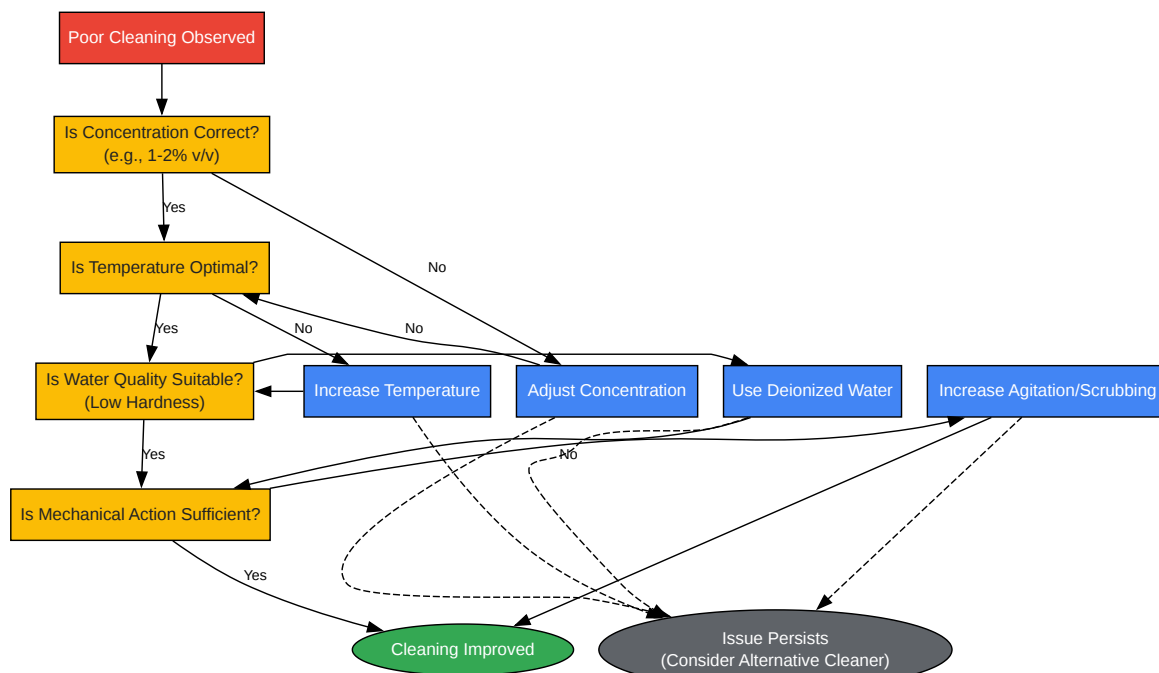 Poor Cleaning Observed
Is Concentration Correct?
(e.g., 1-2% v/v)
Yes
Is Temperature Optimal?
No
Yes
No
No
Is Water Quality Suitable?
(Low Hardness)
Increase Temperature
Adjust Concentration
Use Deionized Water
Increase Agitation/Scrubbing
Yes
No
Is Mechanical Action Sufficient?
Yes
Cleaning Improved
Issue Persists
(Consider Alternative Cleaner)